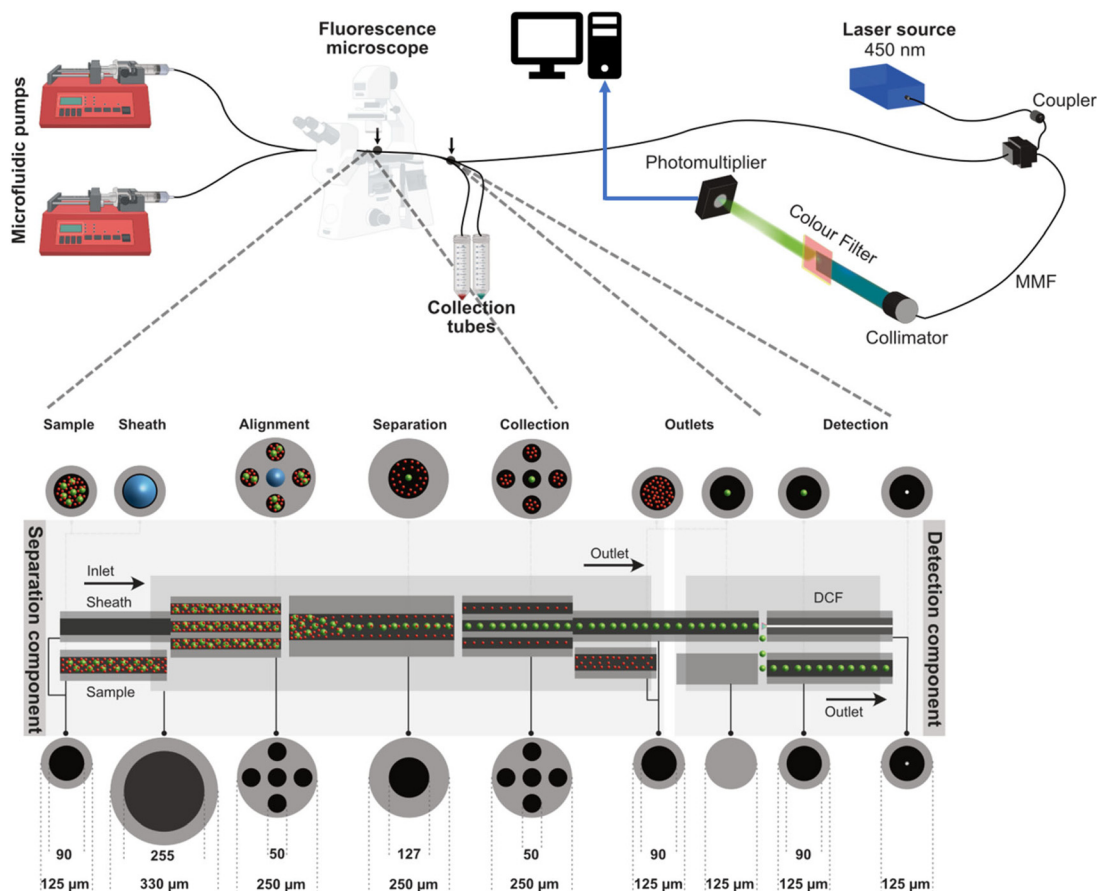 Fluorescence
microscope
Laser source
450 nm
Microfluidic pumps
Coupler
Photomultiplier
Colour Filter
MMF
Collection
tubes
Collimator
Sample
Sheath
Alignment
Separation
Collection
Outlets
Detection
Separation component
Inlet
Sheath
Sample
Outlet
DCF
Outlet
Detection component
90
255
50
127
50
90
90
125 µm
330 µm
250 µm
250 µm
250 µm
125 µm
125 µm
125 µm
125 µm